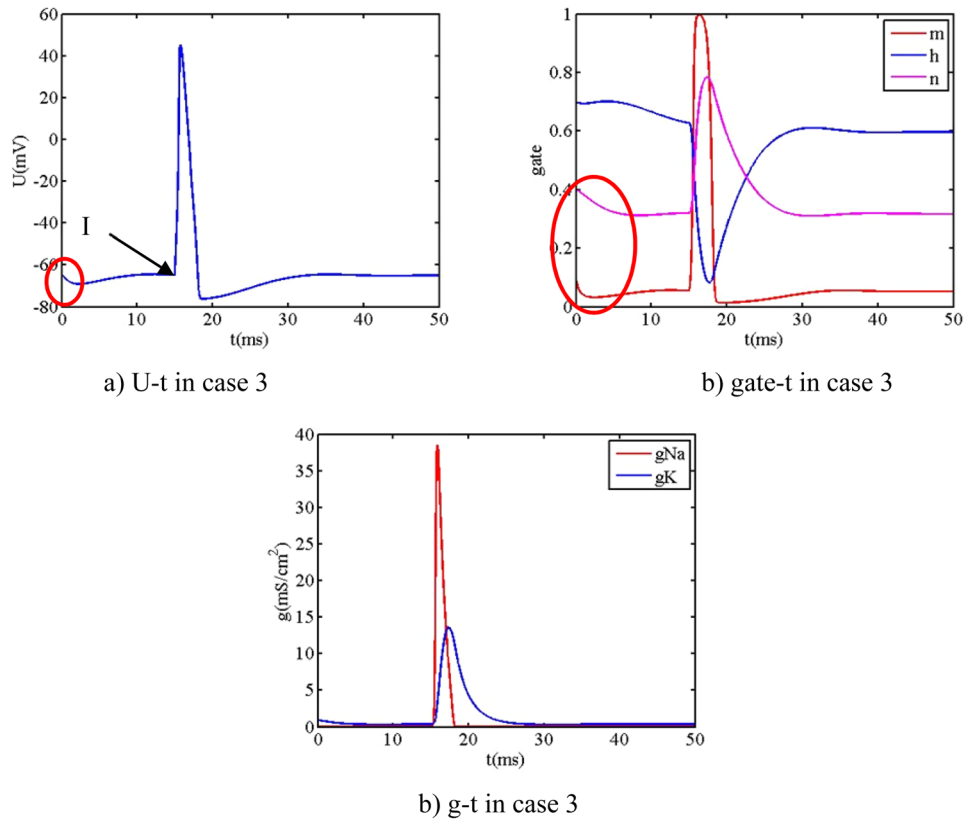 60
40
20
0
-20
-40
-60
-80
U(mV)
I
0
10
20
30
40
50
t(ms)
a) U-t in case 3
1
0.8
0.6
0.4
0.2
0
gate
m
h
n
0
10
20
30
40
50
t(ms)
b) gate-t in case 3
40
35
30
25
20
15
10
5
0
g(mS/cm²)
gNa
gK
0
10
20
30
40
50
t(ms)
b) g-t in case 3